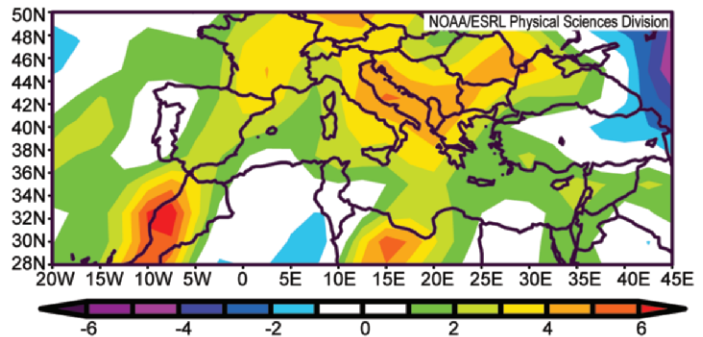 50N
NOAA/ESRL Physical Sciences Division
48N
46N
44N
42N
40N
38N
36N
34N
32N
30N
28N
20W 15W 10W 5W 0 5E 10E 15E 20E 25E 30E 35E 40E 45E
-6 -4 -2 0 2 4 6